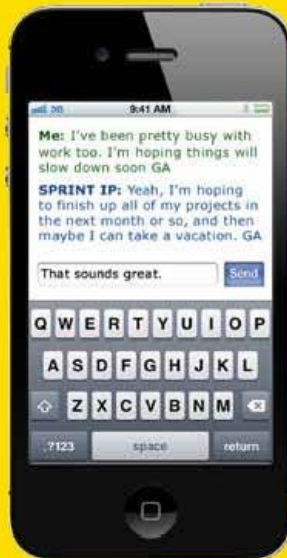 9:41 AM
Me: I've been pretty busy with
work too. I'm hoping things will
slow down soon GA
SPRINT IP: Yeah, I'm hoping
to finish up all of my projects in
the next month or so, and then
maybe I can take a vacation. GA
That sounds great. Send
Q W E R T Y U I O P
A S D F G H J K L
Z X C V B N M
.?123 space return